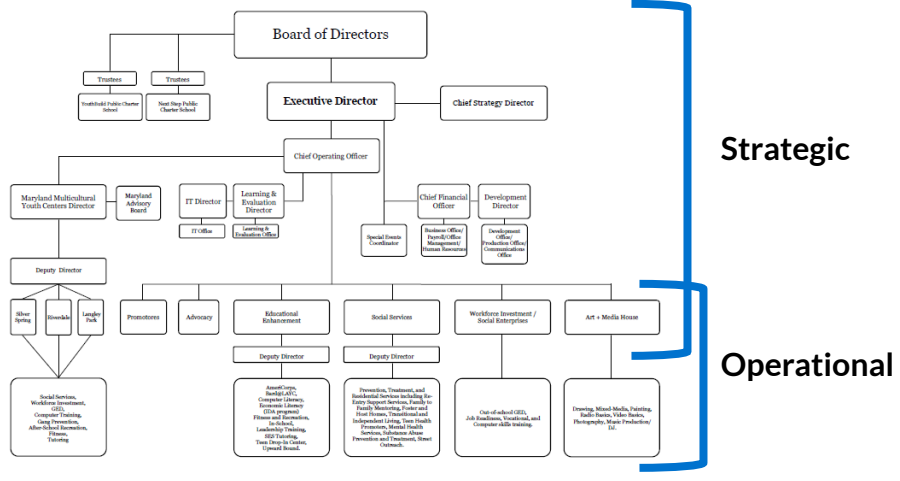 Board of Directors
Trustees
Trustees
YouthBuild Public Charter
School
Next Step Public
Charter School
Executive Director
Chief Strategy Director
Strategic
Chief Operating Officer
Maryland Multicultural
Youth Centers Director
Maryland
Advisory
Board
IT Director
Learning &
Evaluation
Director
Chief Financial
Officer
Development
Director
IT Office
Learning &
Evaluation Office
Special Events
Coordinator
Business Office/
Payroll/Office
Management/
Human Resources
Development
Office/
Production Office/
Communications
Office
Deputy Director
Silver
Spring
Riverdale
Langley
Park
Promotores
Advocacy
Educational
Enhancement
Social Services
Workforce Investment /
Social Enterprises
Art + Media House
Deputy Director
Deputy Director
Operational
Social Services,
Workforce Investment,
GED,
Computer Training,
Gang Prevention,
After-School Recreation,
Fitness,
Tutoring
AmeriCorps,
Computer Literacy,
Economic Literacy
(IDA program)
Fitness and Recreation,
In-School,
Leadership Training,
SES Tutoring,
Teen Drop-In Center,
Upward Bound.
Prevention, Treatment, and
Residential Services including Re-
Entry Support Services, Family to
Family Mentoring, Foster and
Host Homes, Transitional and
Independent Living, Teen Health
Promoters, Mental Health
Services, Substance Abuse
Prevention and Treatment, Street
Outreach.
Out-of-school GED,
Job Readiness, Vocational, and
Computer skills training.
Drawing, Mixed-Media, Painting,
Radio Basics, Video Basics,
Photography, Music Production/
DJ.